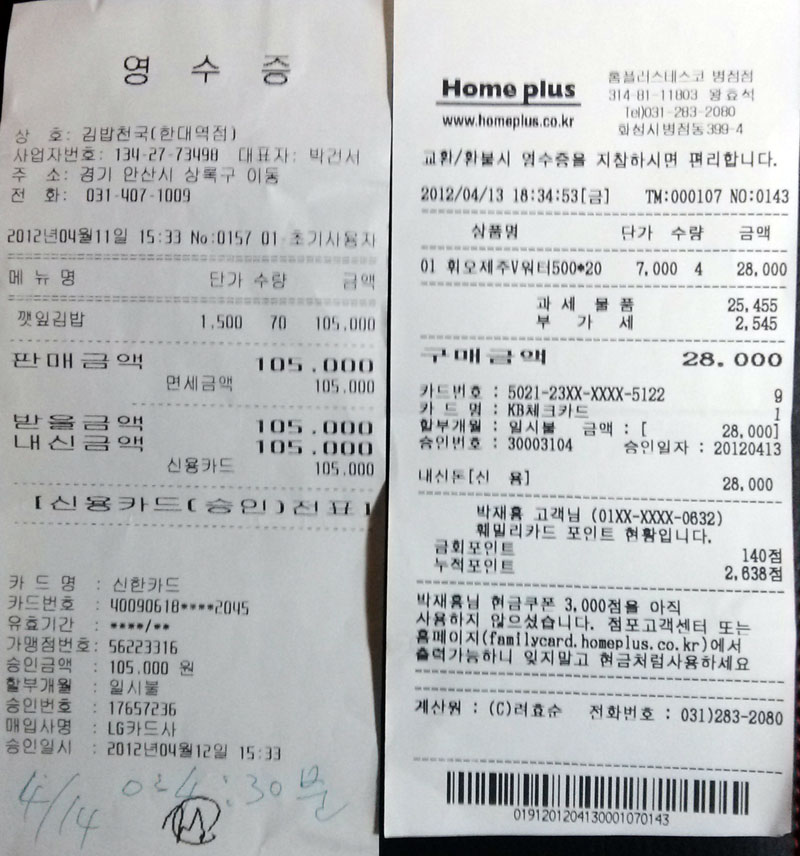 영 수 증
상 호: 김밥천국(한대역점)
사업자번호: 134-27-73498 대표자: 박건서
주 소: 경기 안산시 상록구 이동
전 화: 031-407-1009
2012년04월11일 15:33 No:0157 01-초기사용자
메 뉴 명 단가 수량 금액
깻잎김밥 1,500 70 105,000
판매금액 105,000
면세금액 105,000
받을금액 105,000
내신금액 105,000
신용카드 105,000
[신용카드(승인)전표]
카 드 명 : 신한카드
카드번호 : 40090618****2045
유효기간 : ****/**
가맹점번호: 56223316
승인금액 : 105,000 원
할부개월 : 일시불
승인번호 : 17657236
매입사명 : LG카드사
승인일시 : 2012년04월12일 15:33
4/14 4:30분
Home plus
www.homeplus.co.kr
홈플러스테스코 병점점
314-81-11803 왕효석
Tel)031-283-2080
화성시병점동399-4
교환/환불시 영수증을 지참하시면 편리합니다.
2012/04/13 18:34:53[금] TM:000107 NO:0143
상품명 단가 수량 금액
01 휘오제주V워터500*20 7,000 4 28,000
과 세 물 품 25,455
부 가 세 2,545
구매금액 28,000
카드번호 : 5021-23XX-XXXX-5122 9
카 드 명 : KB체크카드 1
할부개월 : 일시불 금액 : [ 28,000]
승인번호 : 30003104 승인일자 : 20120413
내신돈[신 용] 28,000
박재홈 고객님 (01XX-XXXX-0632)
훼밀리카드 포인트 현황입니다.
금회포인트 140점
누적포인트 2,638점
박재홈님 현금쿠폰 3,000점을 아직
사용하지 않으셨습니다. 점포고객센터 또는
홈페이지(familycard.homeplus.co.kr)에서
출력가능하니 잊지말고 현금처럼사용하세요
계산원 : (C)려효순 전화번호 : 031)283-2080
0191201204130001070143